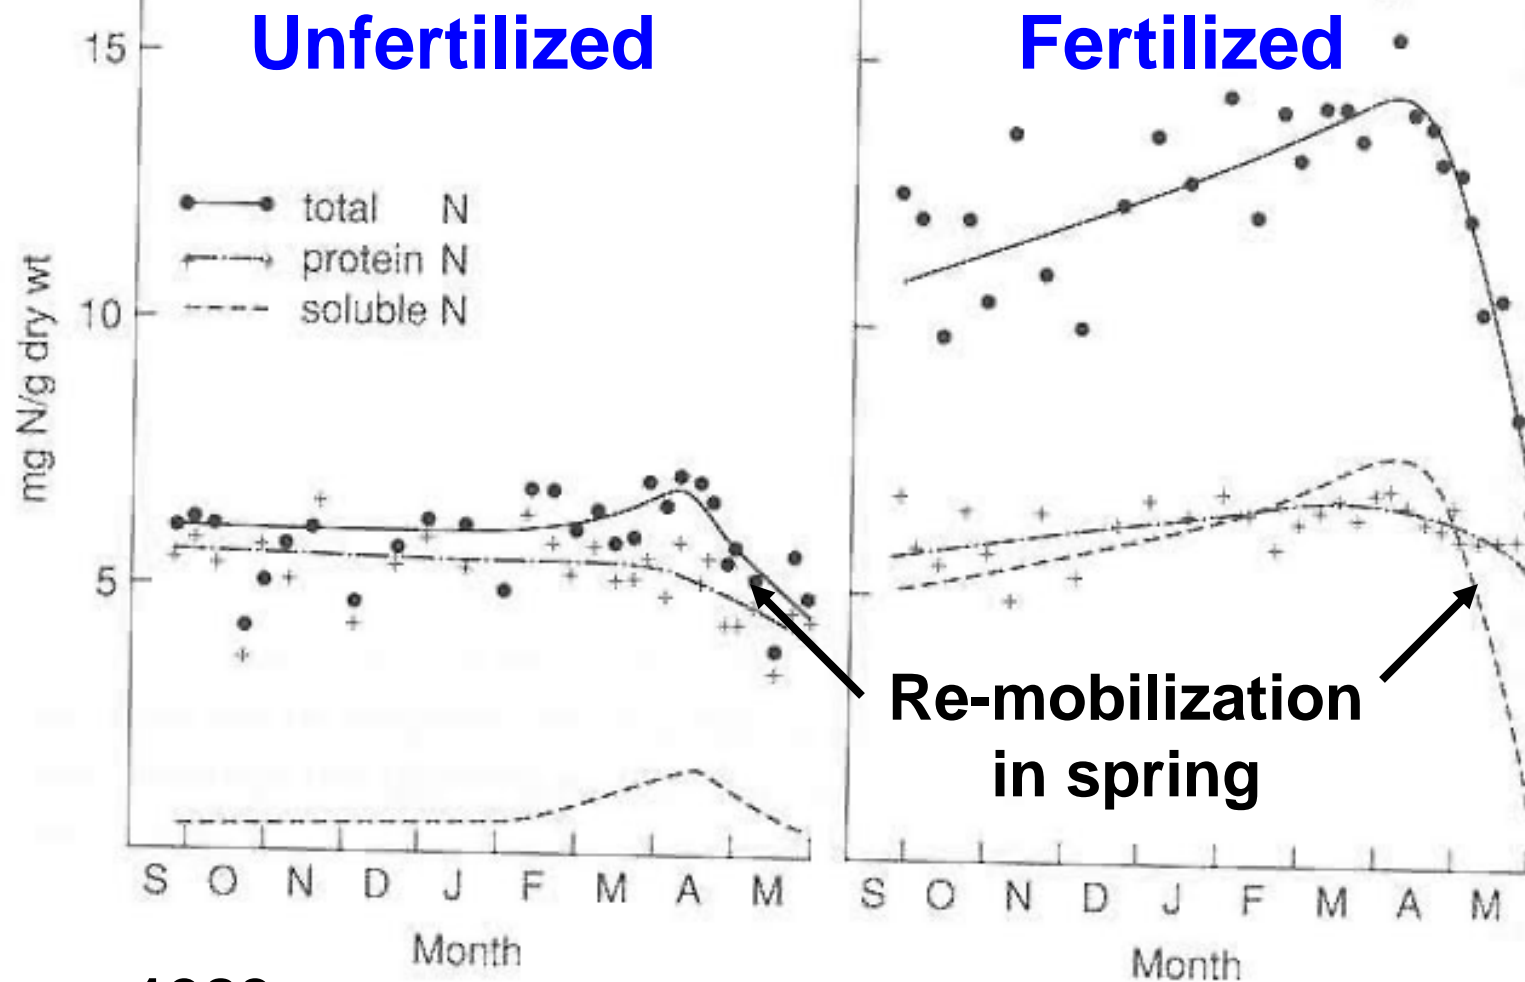 Unfertilized
Fertilized
15
total N
protein N
soluble N
10
5
mg N/g dry wt
Re-mobilization
in spring
S O N D J F M A M
Month
S O N D J F M A M
Month